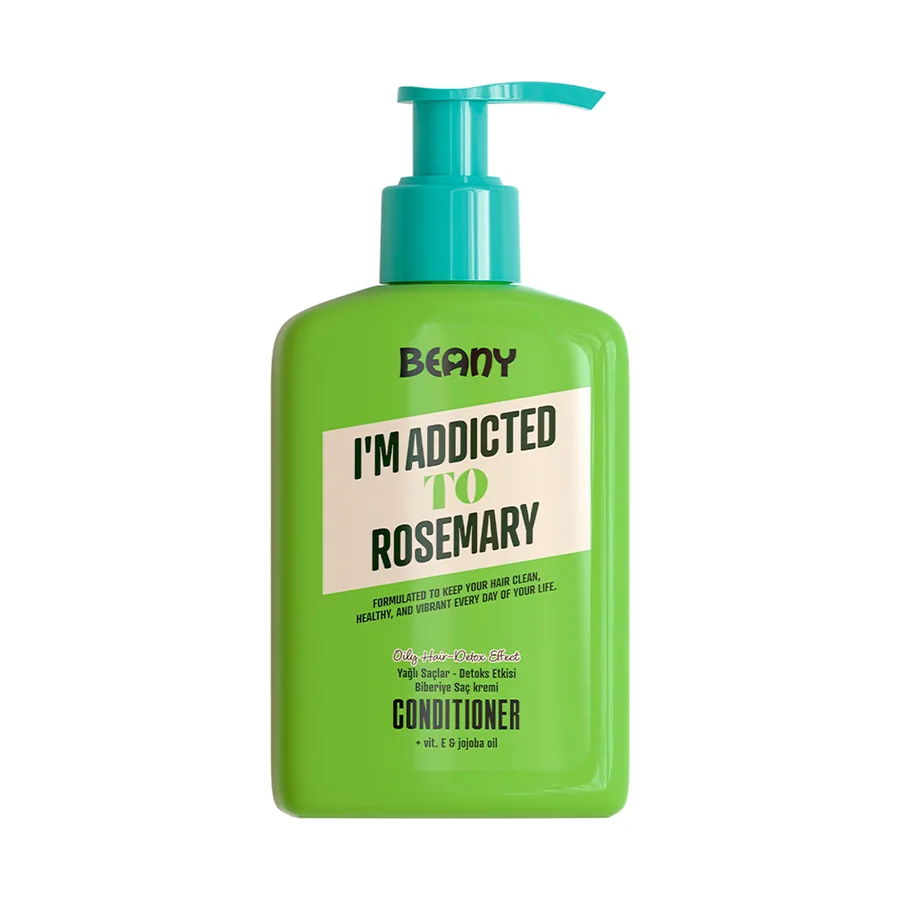 BEANY
I'M ADDICTED
TO
ROSEMARY
FORMULATED TO KEEP YOUR HAIR CLEAN,
HEALTHY, AND VIBRANT EVERY DAY OF YOUR LIFE.
Oily Hair-Detox Effect
Yağlı Saçlar - Detoks Etkisi
Biberiye Saç kremi
CONDITIONER
+ vit. E & jojoba oil